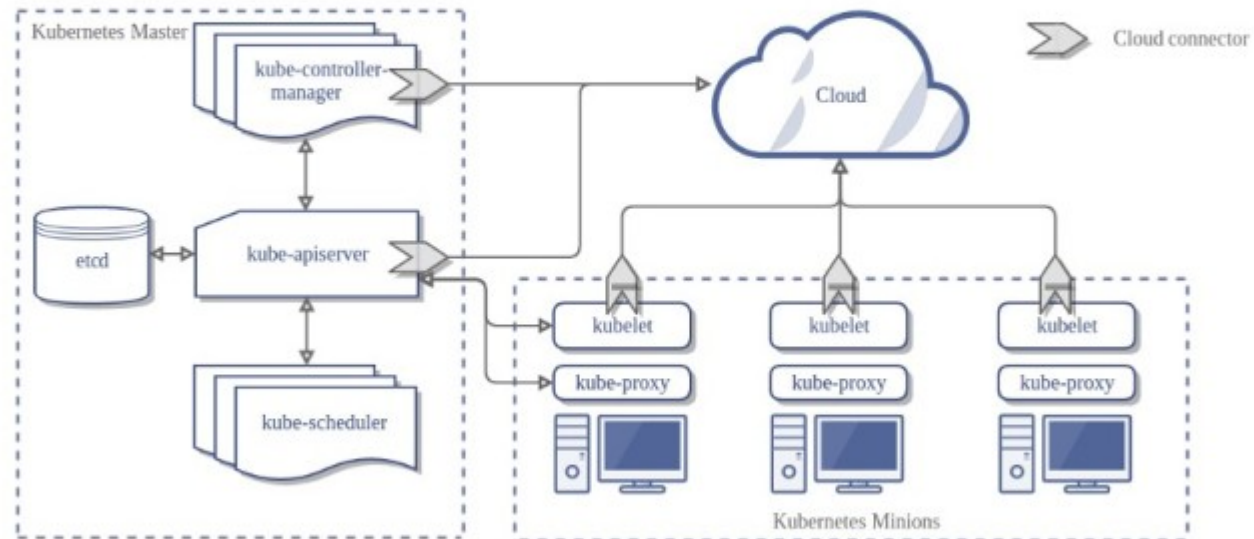 Kubernetes Master
kube-controller-
manager
Cloud
Cloud connector
etcd
kube-apiserver
kube-scheduler
kubelet
kubelet
kubelet
kube-proxy
kube-proxy
kube-proxy
Kubernetes Minions